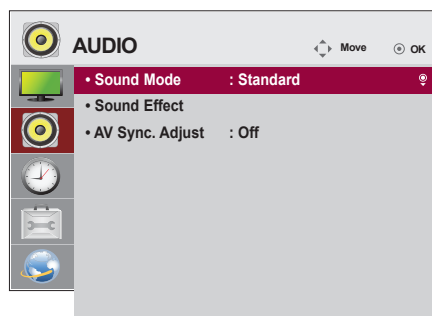 AUDIO
Move
OK
• Sound Mode : Standard
• Sound Effect
• AV Sync. Adjust : Off